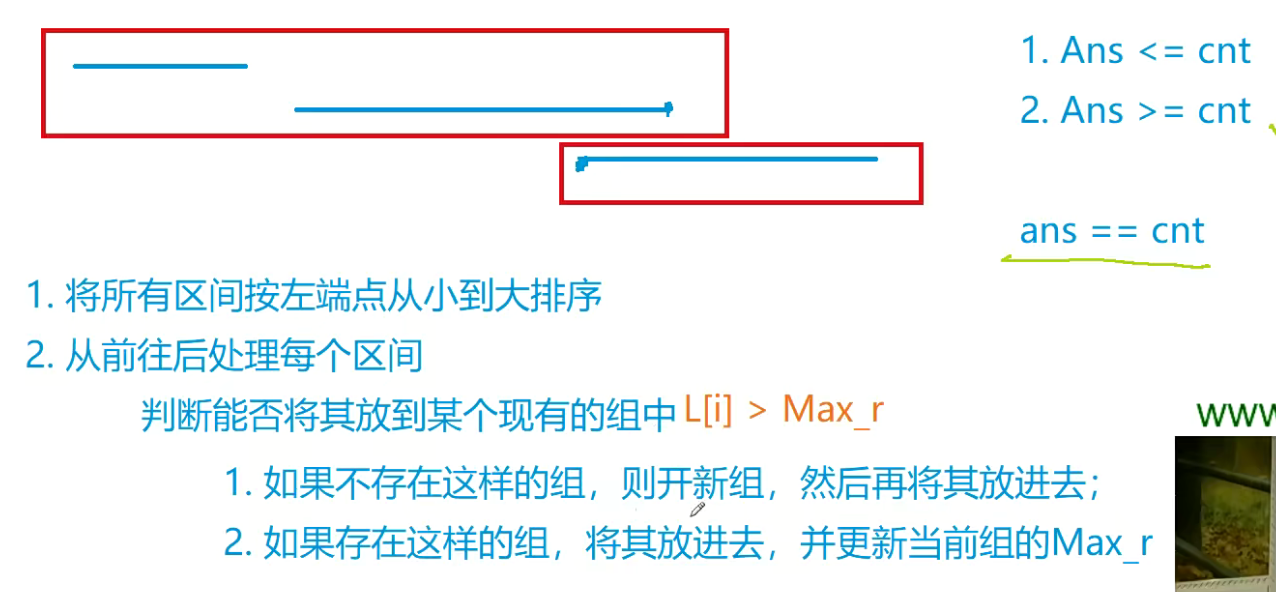 1. Ans <= cnt
2. Ans >= cnt
ans == cnt
1. 将所有区间按左端点从小到大排序
2. 从前往后处理每个区间
判断能否将其放到某个现有的组中 L[i] > Max_r
www
1. 如果不存在这样的组，则开新组，然后再将其放进去；
2. 如果存在这样的组，将其放进去，并更新当前组的Max_r